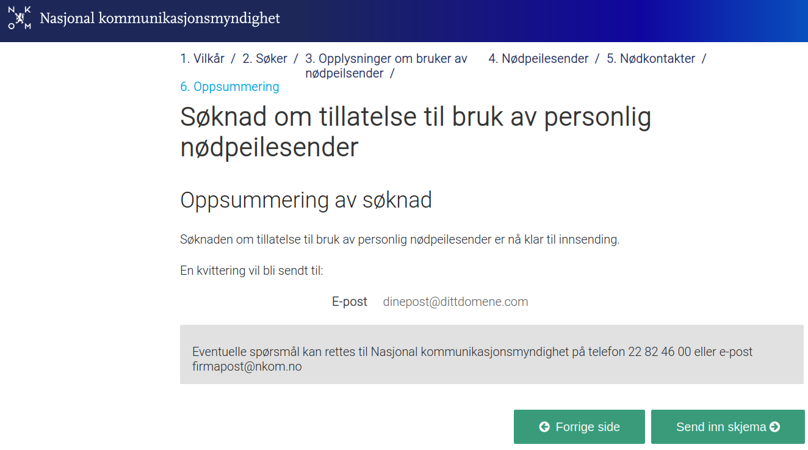 N K O M
Nasjonal kommunikasjonsmyndighet
1. Vilkår / 2. Søker / 3. Opplysninger om bruker av nødpeilsender / 4. Nødpeilesender / 5. Nødkontakter /
6. Oppsummering
Søknad om tillatelse til bruk av personlig
nødpeilesender
Oppsummering av søknad
Søknaden om tillatelse til bruk av personlig nødpeilesender er nå klar til innsending.
En kvittering vil bli sendt til:
E-post dinepost@dittdomene.com
Eventuelle spørsmål kan rettes til Nasjonal kommunikasjonsmyndighet på telefon 22 82 46 00 eller e-post
firmapost@nkom.no
Forrige side Send inn skjema